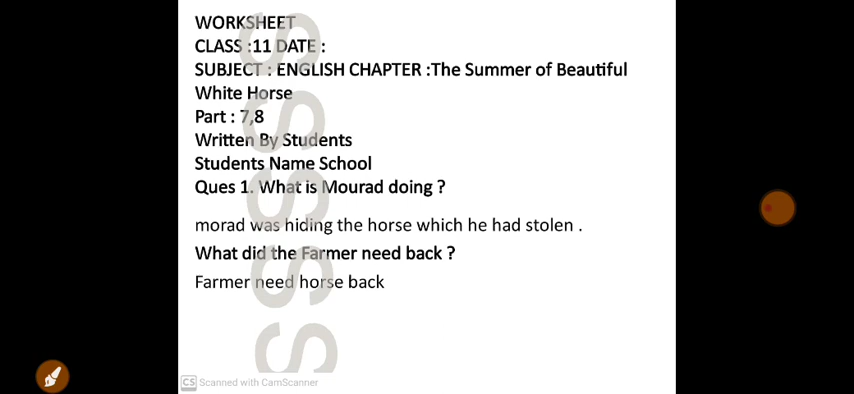 WORKSHEET
CLASS :11 DATE :
SUBJECT : ENGLISH CHAPTER :The Summer of Beautiful
White Horse
Part : 7,8
Written By Students
Students Name School
Ques 1. What is Mourad doing ?
morad was hiding the horse which he had stolen .
What did the Farmer need back ?
Farmer need horse back
SSSSS
CS Scanned with CamScanner